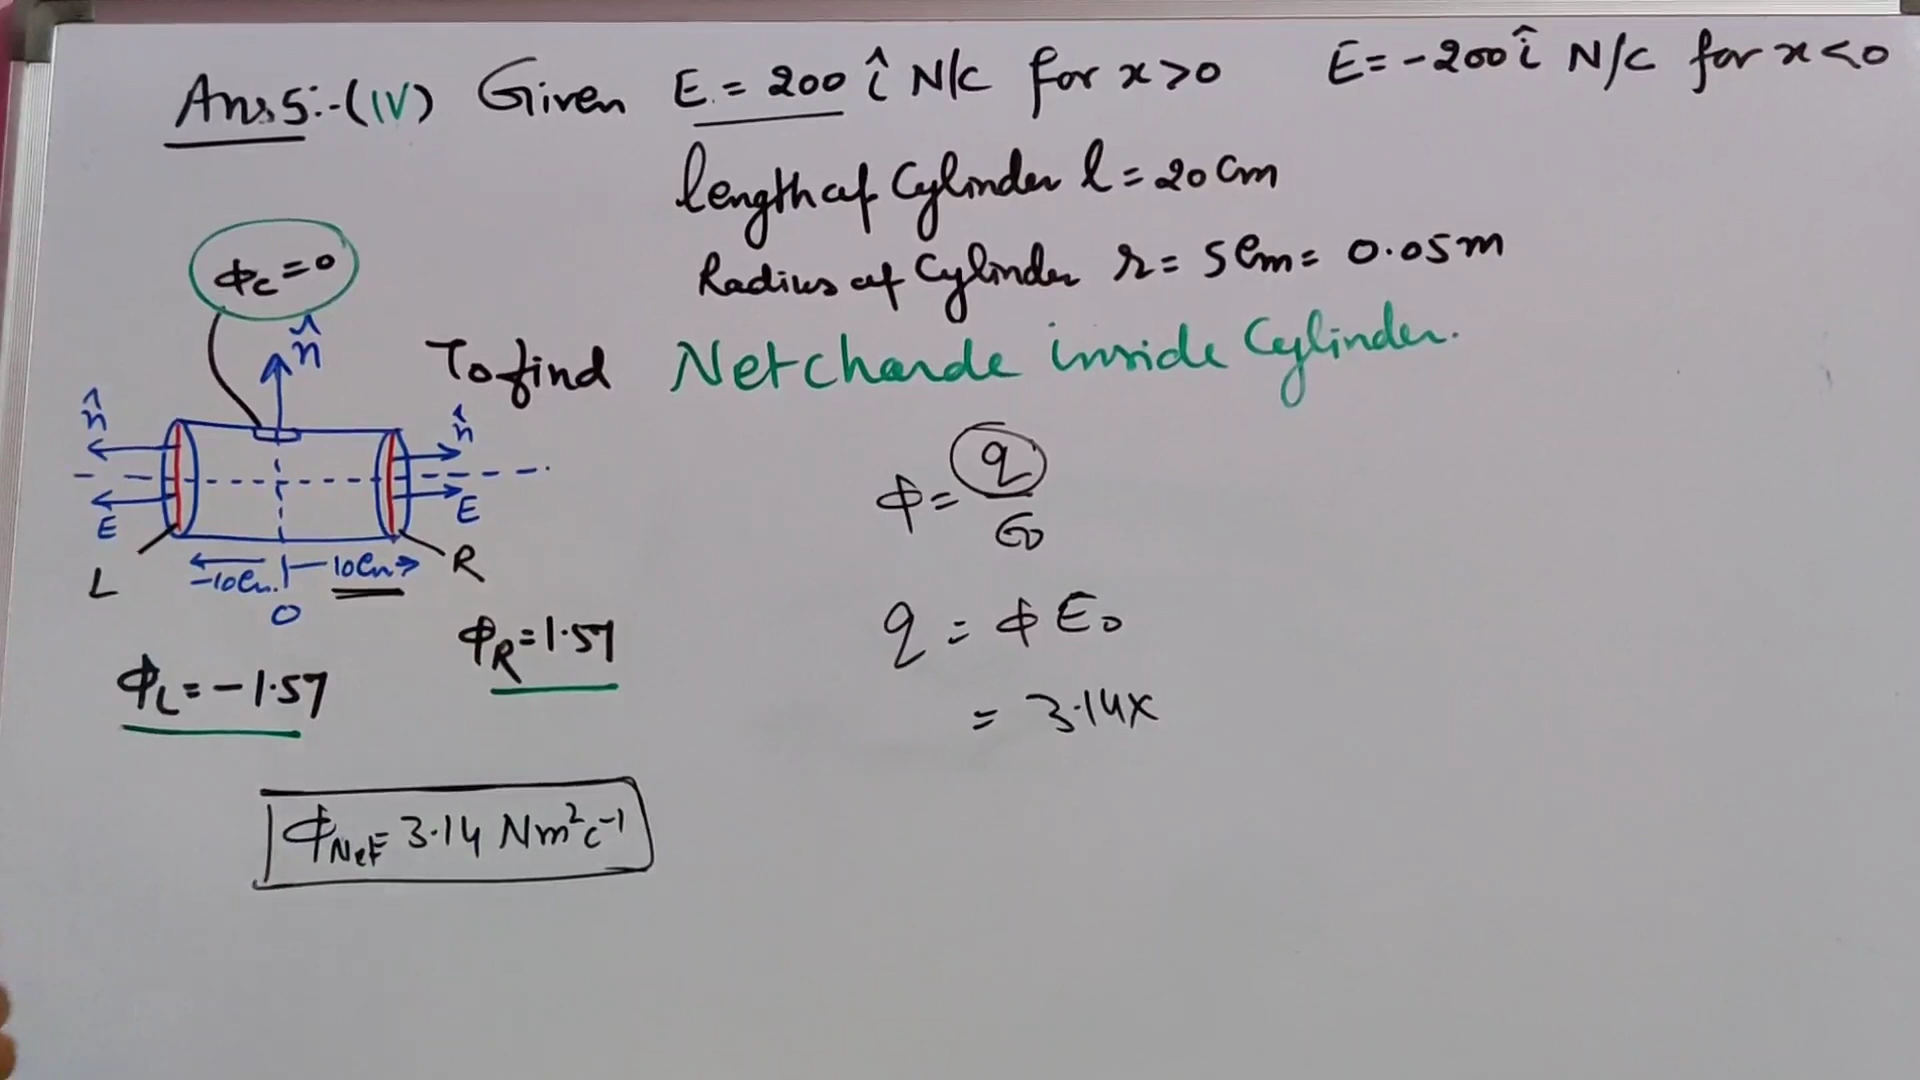 Ans 5:-(IV) Given E = 200 î N/C for x>0 E=-200 î N/C for x<0
length of Cylinder l = 20 Cm
Radius of Cylinder r = 5 Cm = 0.05 m
To find Net charde inside Cylinder.
ϕc = 0
n̂
n̂
n̂
E
E
L
R
-10Cm
10Cm
O
ϕL = -1.57
ϕR = 1.57
ϕNet = 3.14 Nm²c⁻¹
ϕ = q/ϵ₀
q = ϕ ϵ₀
= 3.14x